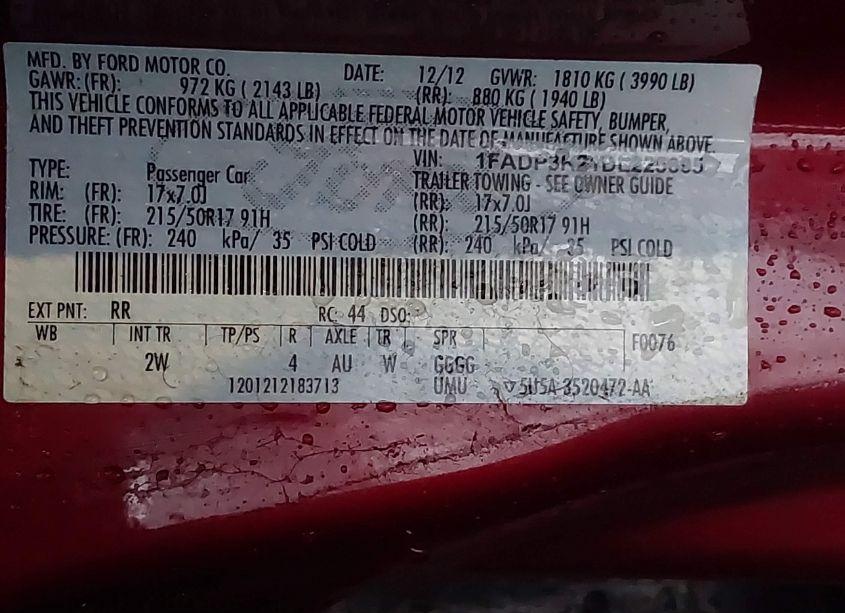 MFD. BY FORD MOTOR CO. DATE: 12/12 GVWR: 1810 KG ( 3990 LB)
GAWR: (FR): 972 KG ( 2143 LB) (RR): 880 KG ( 1940 LB)
THIS VEHICLE CONFORMS TO ALL APPLICABLE FEDERAL MOTOR VEHICLE SAFETY, BUMPER,
AND THEFT PREVENTION STANDARDS IN EFFECT ON THE DATE OF MANUFACTURE SHOWN ABOVE.
VIN:
TYPE: Passenger Car TRAILER TOWING - SEE OWNER GUIDE
RIM: (FR): 17x7.0J (RR): 17x7.0J
TIRE: (FR): 215/50R17 91H (RR): 215/50R17 91H
PRESSURE: (FR): 240 kPa/ 35 PSI COLD (RR): 240 kPa/ 35 PSI COLD
EXT PNT: RR RC: 44 DSO:
WB INT TR TP/PS R AXLE TR SPR F0076
2W 4 AU W GGGG
1201212183713 UMU 5U5A-3520472-AA